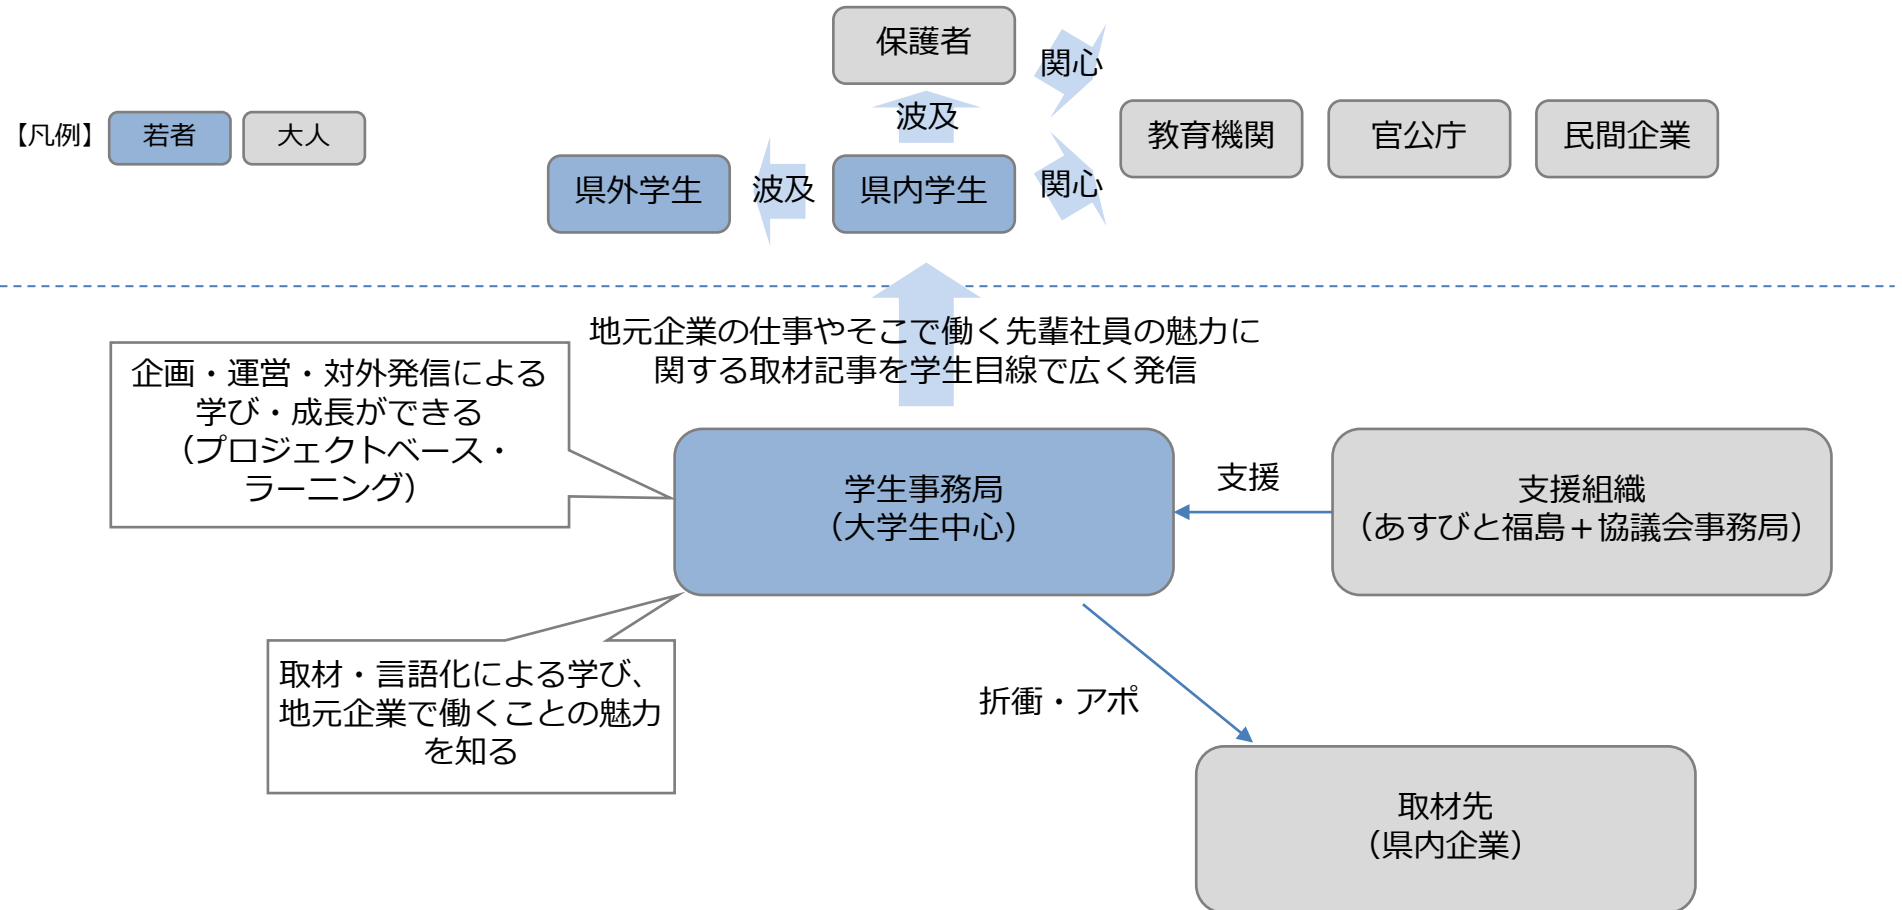 保護者
関心
【凡例】
若者
大人
波及
教育機関
官公庁
民間企業
県外学生
波及
県内学生
関心
地元企業の仕事やそこで働く先輩社員の魅力に
関する取材記事を学生目線で広く発信
企画・運営・対外発信による
学び・成長ができる
（プロジェクトベース・
ラーニング）
学生事務局
（大学生中心）
支援
支援組織
（あすびと福島＋協議会事務局）
取材・言語化による学び、
地元企業で働くことの魅力
を知る
折衝・アポ
取材先
（県内企業）